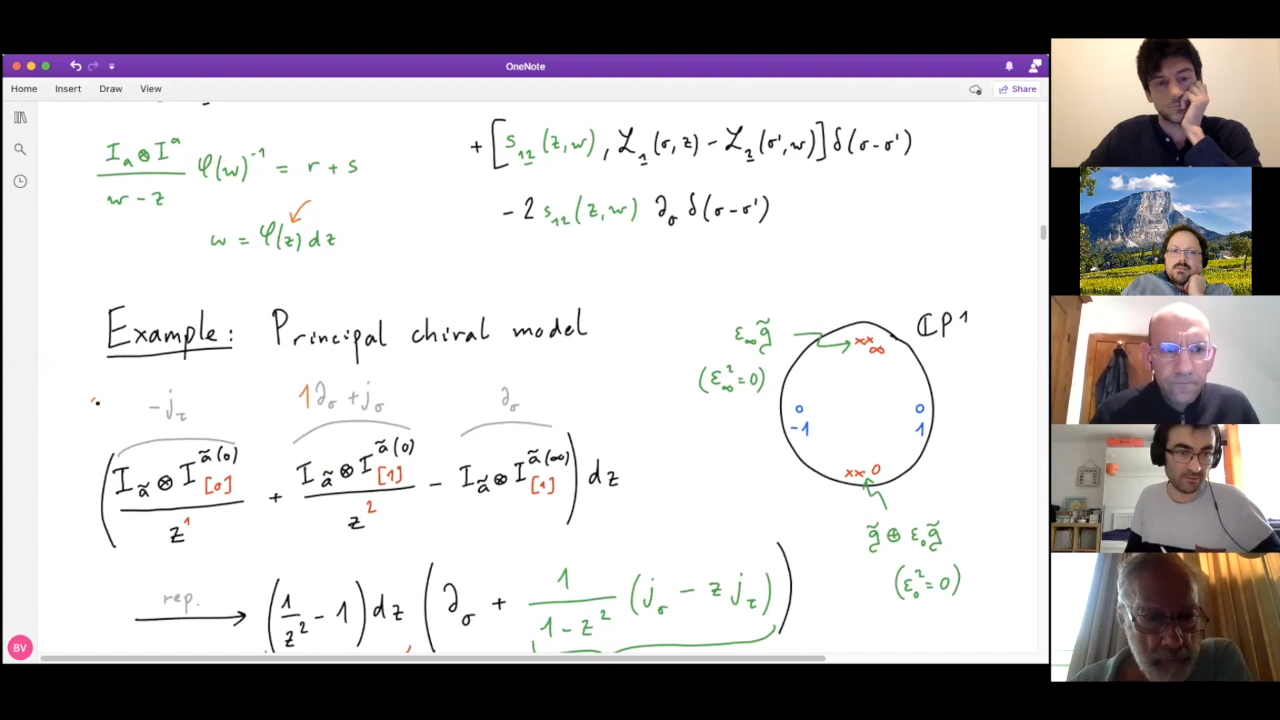 OneNote
Home Insert Draw View Share
I_a ⊗ I^a / (w - z) φ(w)^{-1} = r + s
w = φ(z) dz
+ [s_{12}(z,w), ℒ_1(σ,z) - ℒ_2(σ',w)] δ(σ-σ')
- 2 s_{12}(z,w) ∂_σ δ(σ-σ')
Example: Principal chiral model
-j_τ 1∂_σ + j_σ ∂_σ
( I_ã ⊗ I^{ã(0)}_{[0]} / z^1 + I_ã ⊗ I^{ã(0)}_{[1]} / z^2 - I_ã ⊗ I^{ã(∞)}_{[1]} ) dz
rep. → (1/z^2 - 1) dz ( ∂_σ + 1/(1-z^2) (j_σ - z j_τ) )
ℂP^1
ε_∞ g̃ xx ∞
(ε_∞^2 = 0)
o o
-1 1
xx 0
g̃ ⊕ ε_0 g̃
(ε_0^2 = 0)
BV